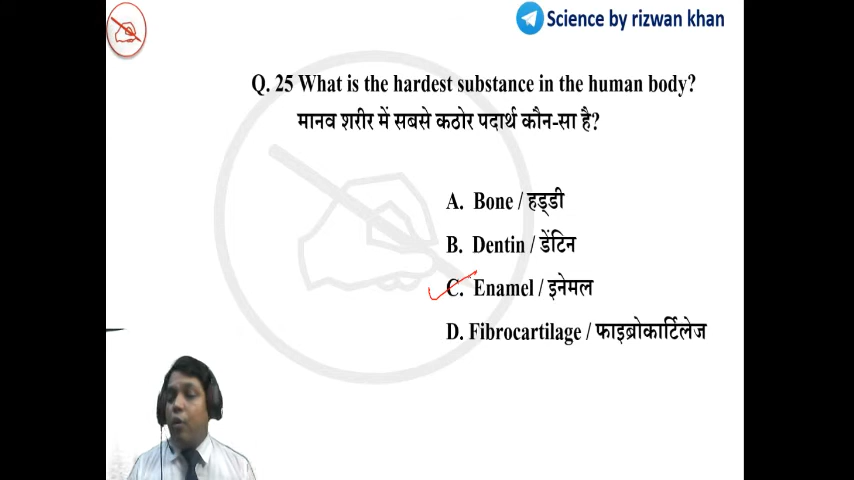 Science by rizwan khan
Q. 25 What is the hardest substance in the human body?
मानव शरीर में सबसे कठोर पदार्थ कौन-सा है?
A. Bone / हड्डी
B. Dentin / डेंटिन
C. Enamel / इनेमल
D. Fibrocartilage / फाइब्रोकार्टिलेज